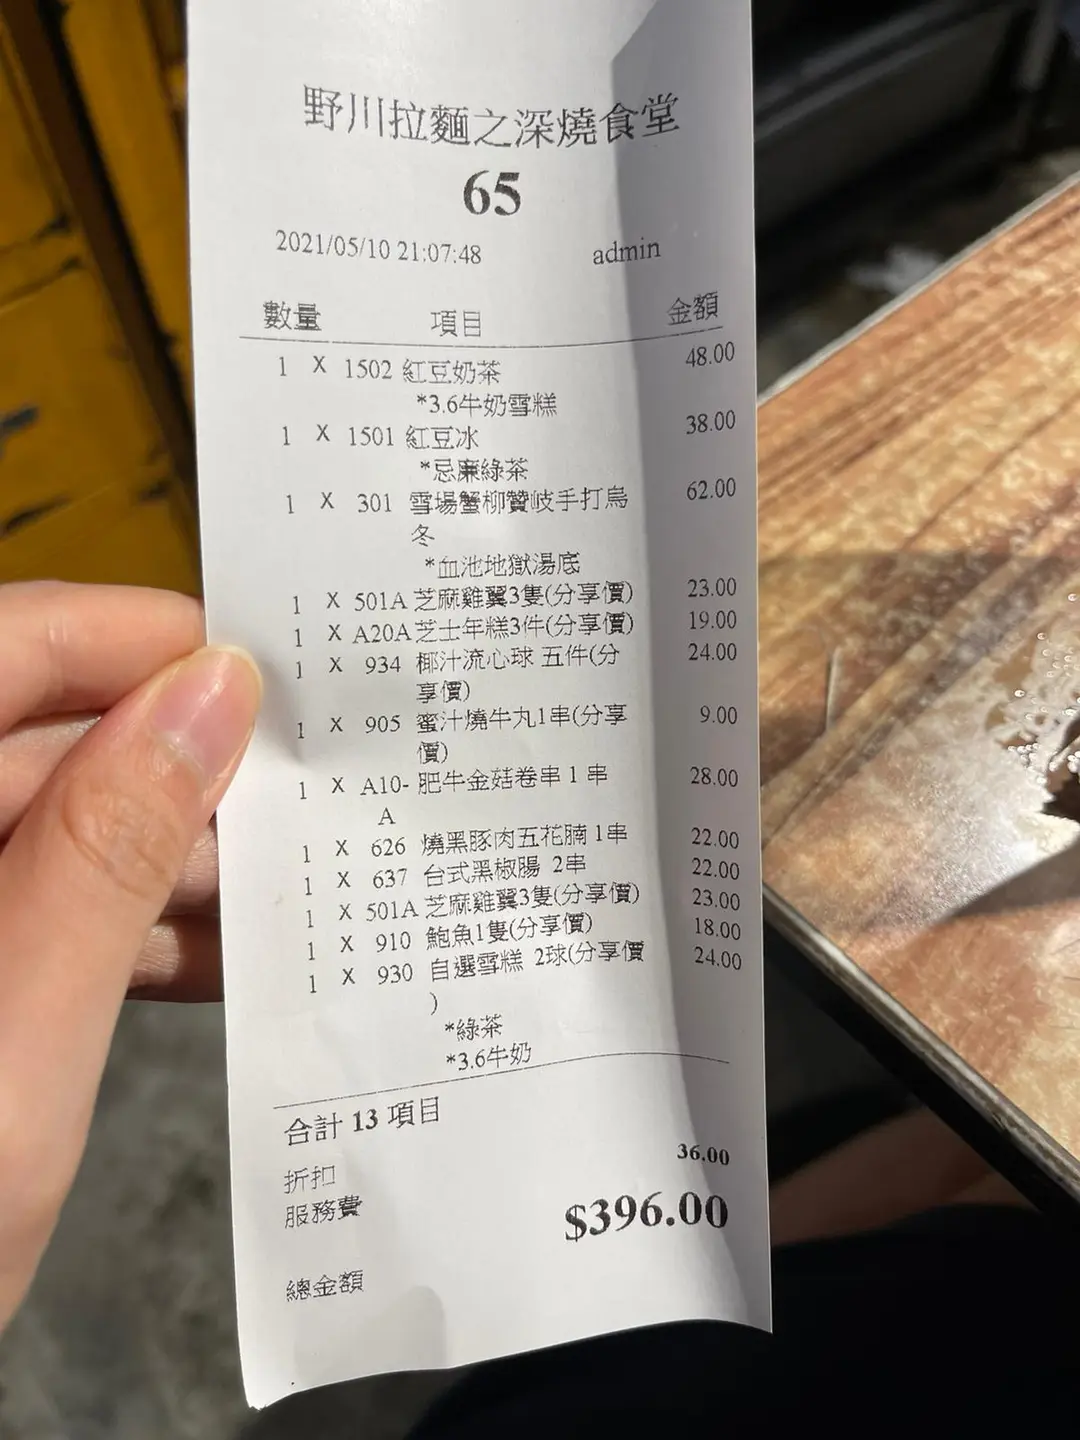 野川拉麵之深燒食堂
65
2021/05/10 21:07:48 admin
數量 項目 金額
1 X 1502 紅豆奶茶 48.00
*3.6牛奶雪糕
1 X 1501 紅豆冰 38.00
*忌廉綠茶
1 X 301 雪場蟹柳贊岐手打烏 62.00
冬
*血池地獄湯底
1 X 501A 芝麻雞翼3隻(分享價) 23.00
1 X A20A 芝士年糕3件(分享價) 19.00
1 X 934 椰汁流心球 五件(分 24.00
享價)
1 X 905 蜜汁燒牛丸1串(分享 9.00
價)
1 X A10- 肥牛金菇卷串 1 串 28.00
A
1 X 626 燒黑豚肉五花腩 1串 22.00
1 X 637 台式黑椒腸 2串 22.00
1 X 501A 芝麻雞翼3隻(分享價) 23.00
1 X 910 鮑魚1隻(分享價) 18.00
1 X 930 自選雪糕 2球(分享價 24.00
)
*綠茶
*3.6牛奶
合計 13 項目
折扣 36.00
服務費 $396.00
總金額